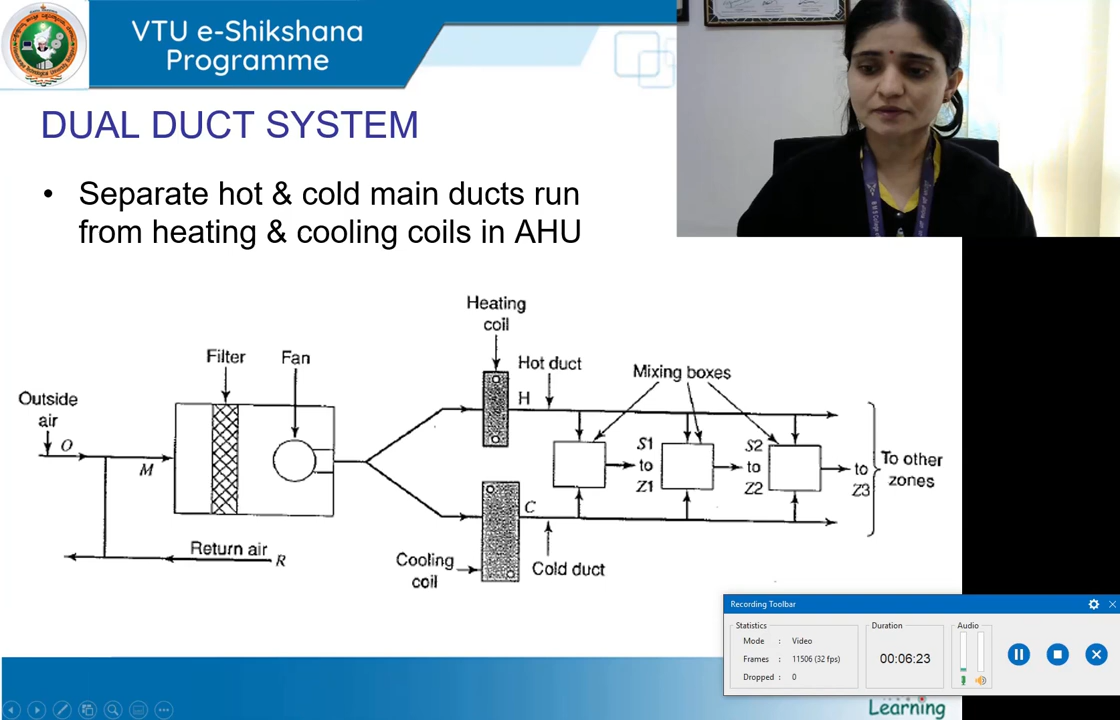 VTU e-Shikshana
Programme
DUAL DUCT SYSTEM
• Separate hot & cold main ducts run
from heating & cooling coils in AHU
Heating
coil
Filter
Fan
Hot duct
Mixing boxes
Outside
air
O
M
H
S1
to
Z1
S2
to
Z2
to
Z3
To other
zones
C
Return air
R
Cooling
coil
Cold duct
Recording Toolbar
Statistics
Mode : Video
Frames : 11506 (32 fps)
Dropped : 0
Duration
00:06:23
Audio
Learning